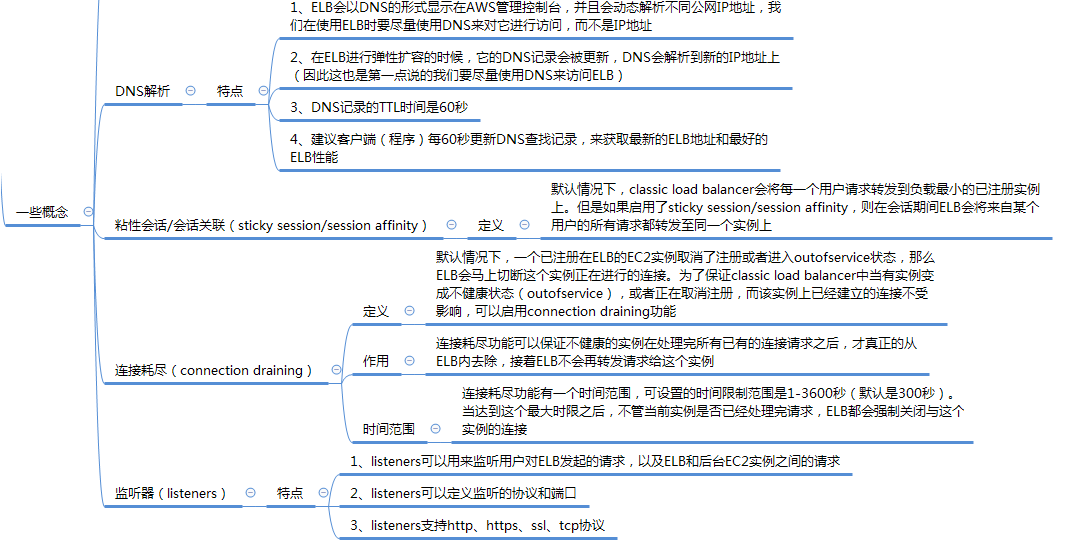 一些概念
DNS解析
特点
1、ELB会以DNS的形式显示在AWS管理控制台，并且会动态解析不同公网IP地址，我
们在使用ELB时要尽量使用DNS来对它进行访问，而不是IP地址
2、在ELB进行弹性扩容的时候，它的DNS记录会被更新，DNS会解析到新的IP地址上
（因此这也是第一点说的我们要尽量使用DNS来访问ELB）
3、DNS记录的TTL时间是60秒
4、建议客户端（程序）每60秒更新DNS查找记录，来获取最新的ELB地址和最好的
ELB性能
粘性会话/会话关联（sticky session/session affinity）
定义
默认情况下，classic load balancer会将每一个用户请求转发到负载最小的已注册实例
上。但是如果启用了sticky session/session affinity，则在会话期间ELB会将来自某个
用户的所有请求都转发至同一个实例上
连接耗尽（connection draining）
定义
默认情况下，一个已注册在ELB的EC2实例取消了注册或者进入outofservice状态，那么
ELB会马上切断这个实例正在进行的连接。为了保证classic load balancer中当有实例变
成不健康状态（outofservice），或者正在取消注册，而该实例上已经建立的连接不受
影响，可以启用connection draining功能
作用
连接耗尽功能可以保证不健康的实例在处理完所有已有的连接请求之后，才真正的从
ELB内去除，接着ELB不会再转发请求给这个实例
时间范围
连接耗尽功能有一个时间范围，可设置的时间限制范围是1-3600秒（默认是300秒）。
当达到这个最大时限之后，不管当前实例是否已经处理完请求，ELB都会强制关闭与这个
实例的连接
监听器（listeners）
特点
1、listeners可以用来监听用户对ELB发起的请求，以及ELB和后台EC2实例之间的请求
2、listeners可以定义监听的协议和端口
3、listeners支持http、https、ssl、tcp协议